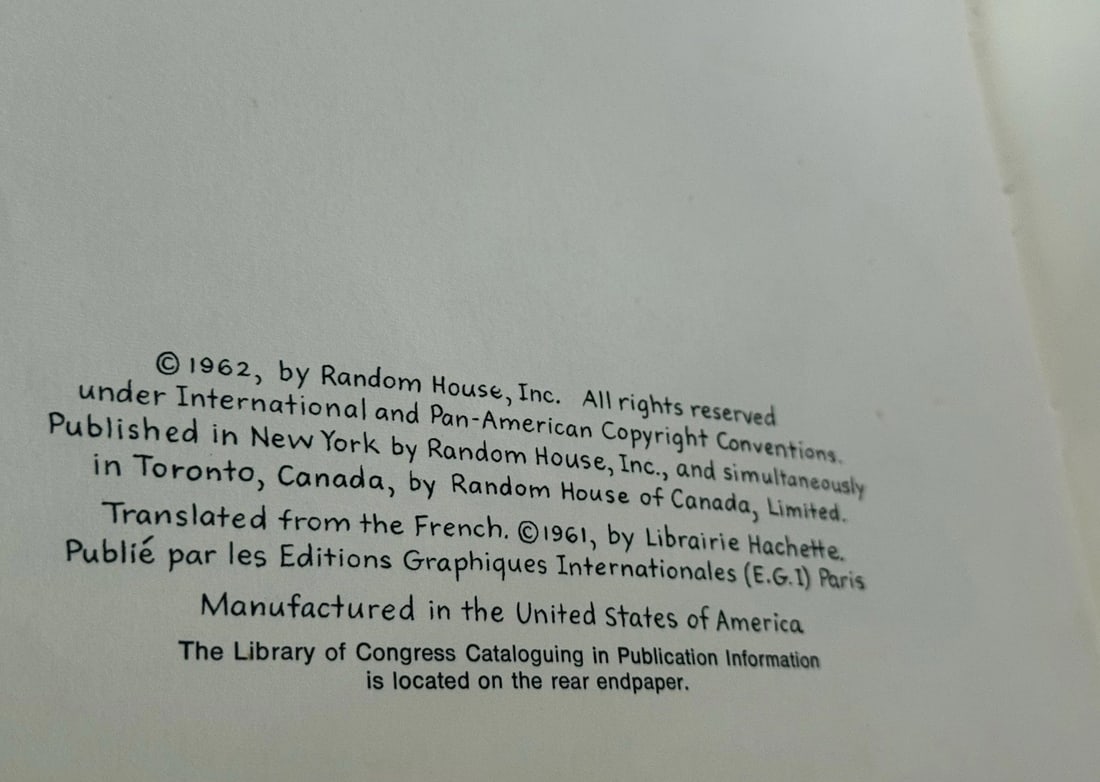 © 1962, by Random House, Inc. All rights reserved
under International and Pan-American Copyright Conventions.
Published in New York by Random House, Inc., and simultaneously
in Toronto, Canada, by Random House of Canada, Limited.
Translated from the French. © 1961, by Librairie Hachette.
Publié par les Editions Graphiques Internationales (E.G.I) Paris
Manufactured in the United States of America
The Library of Congress Cataloguing in Publication Information
is located on the rear endpaper.